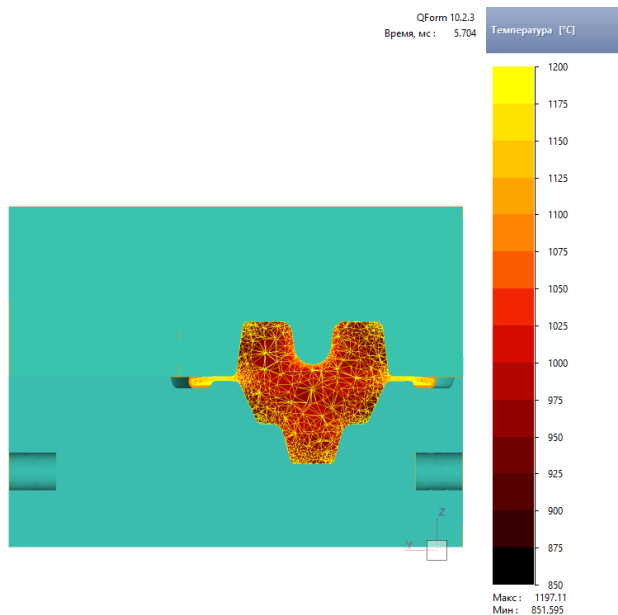 QForm 10.2.3
Время, мс : 5.704
Температура [°C]
1200
1175
1150
1125
1100
1075
1050
1025
1000
975
950
925
900
875
850
Макс : 1197.11
Мин : 851.595
Z
Y